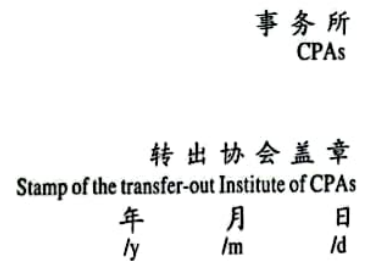 事务所
CPAs
转出协会盖章
Stamp of the transfer-out Institute of CPAs
年 月 日
/y /m /d